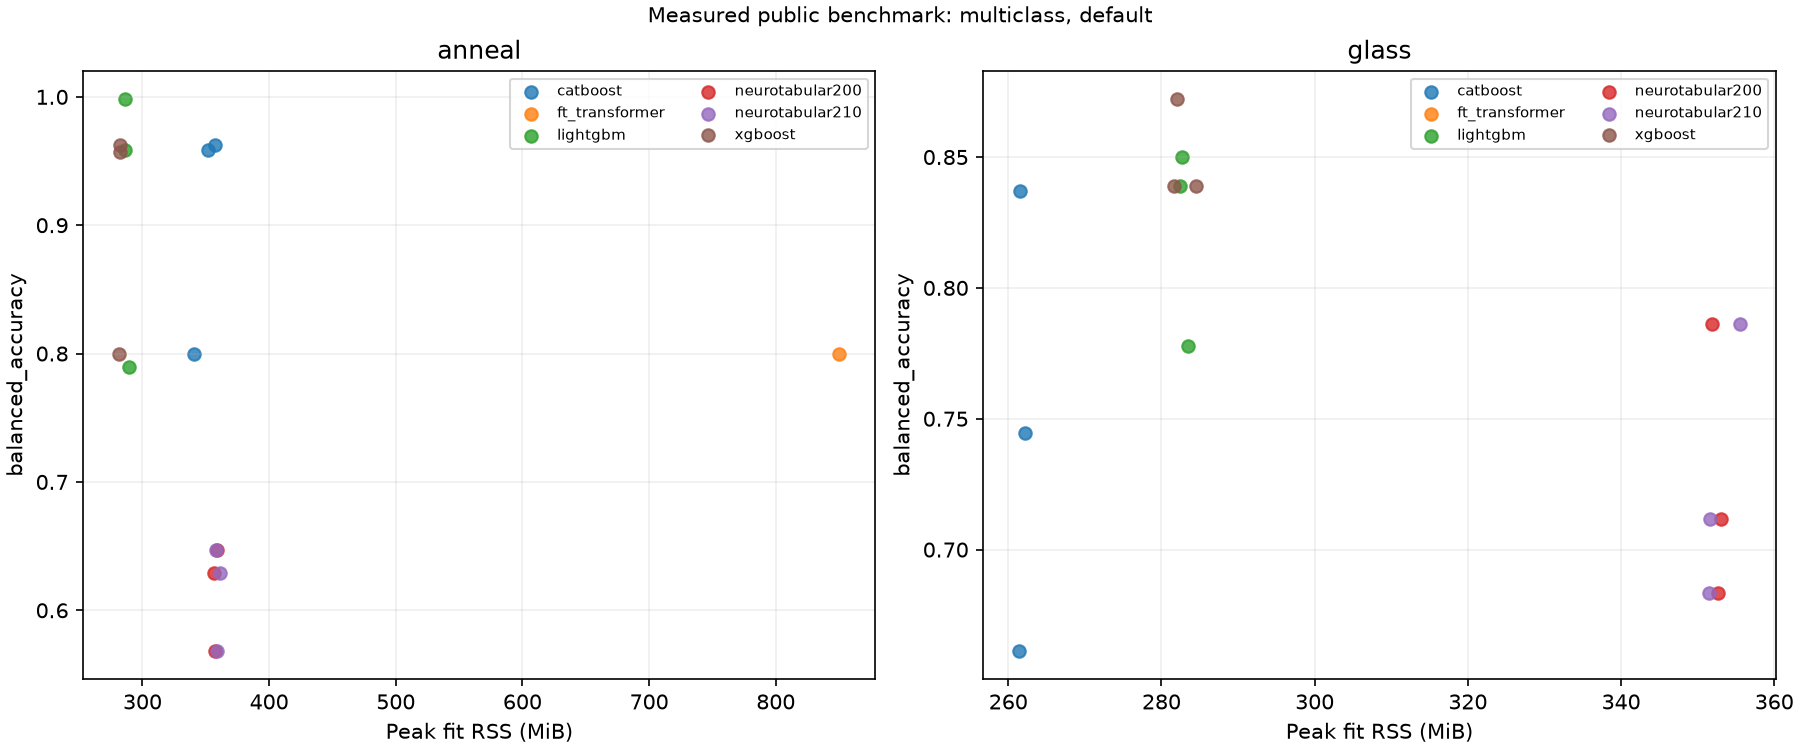 Measured public benchmark: multiclass, default
anneal
balanced_accuracy
1.0
0.9
0.8
0.7
0.6
catboost
ft_transformer
lightgbm
neurotabular200
neurotabular210
xgboost
300
400
500
600
700
800
Peak fit RSS (MiB)
glass
balanced_accuracy
0.85
0.80
0.75
0.70
catboost
ft_transformer
lightgbm
neurotabular200
neurotabular210
xgboost
260
280
300
320
340
360
Peak fit RSS (MiB)